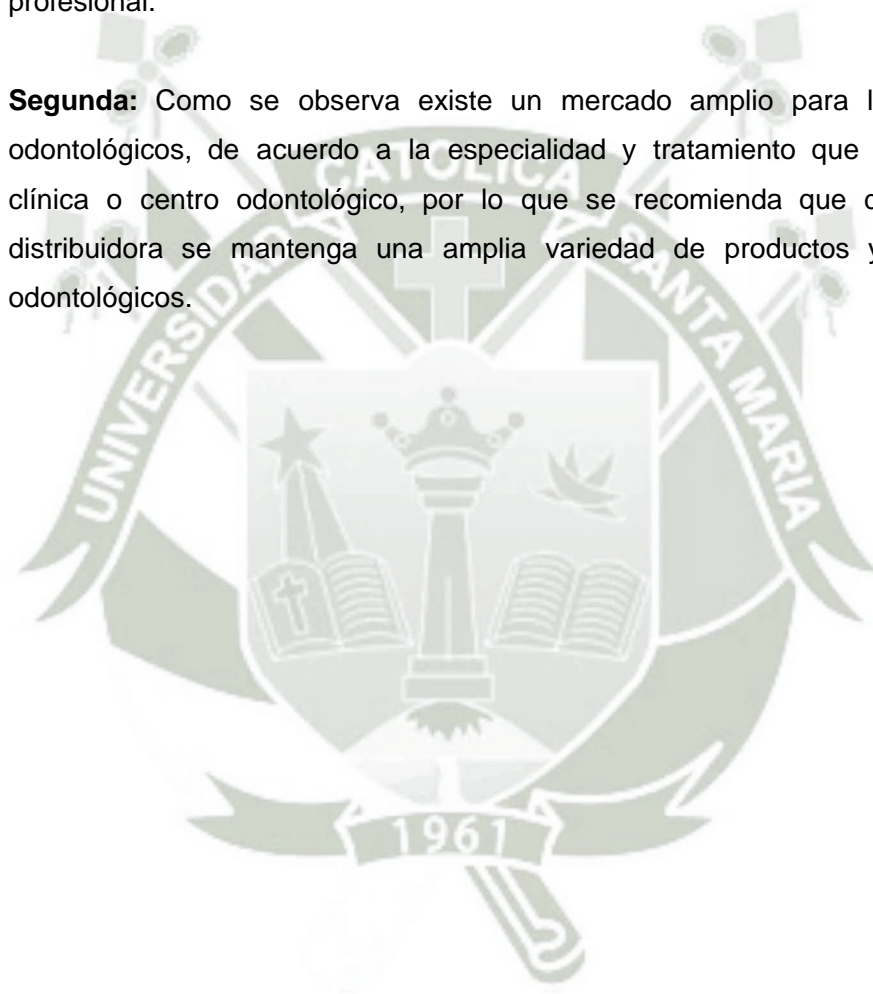 profesional.
Segunda: Como se observa existe un mercado amplio para
odontológicos, de acuerdo a la especialidad y tratamiento que
clínica o centro odontológico, por lo que se recomienda que
distribuidora se mantenga una amplia variedad de productos y
odontológicos.
UNIVERSIDAD CATOLICA SANTA MARIA
1961